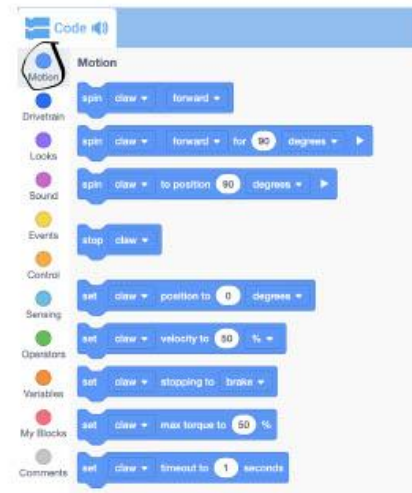 Code
Motion
Motion
spin claw forward
Drivetrain
spin claw forward for 90 degrees
Looks
spin claw to position 90 degrees
Sound
Events
stop claw
Control
set claw position to 0 degrees
Sensing
set claw velocity to 50 %
Operators
set claw stopping to brake
Variables
set claw max torque to 50 %
My Blocks
set claw timeout to 1 seconds
Comments